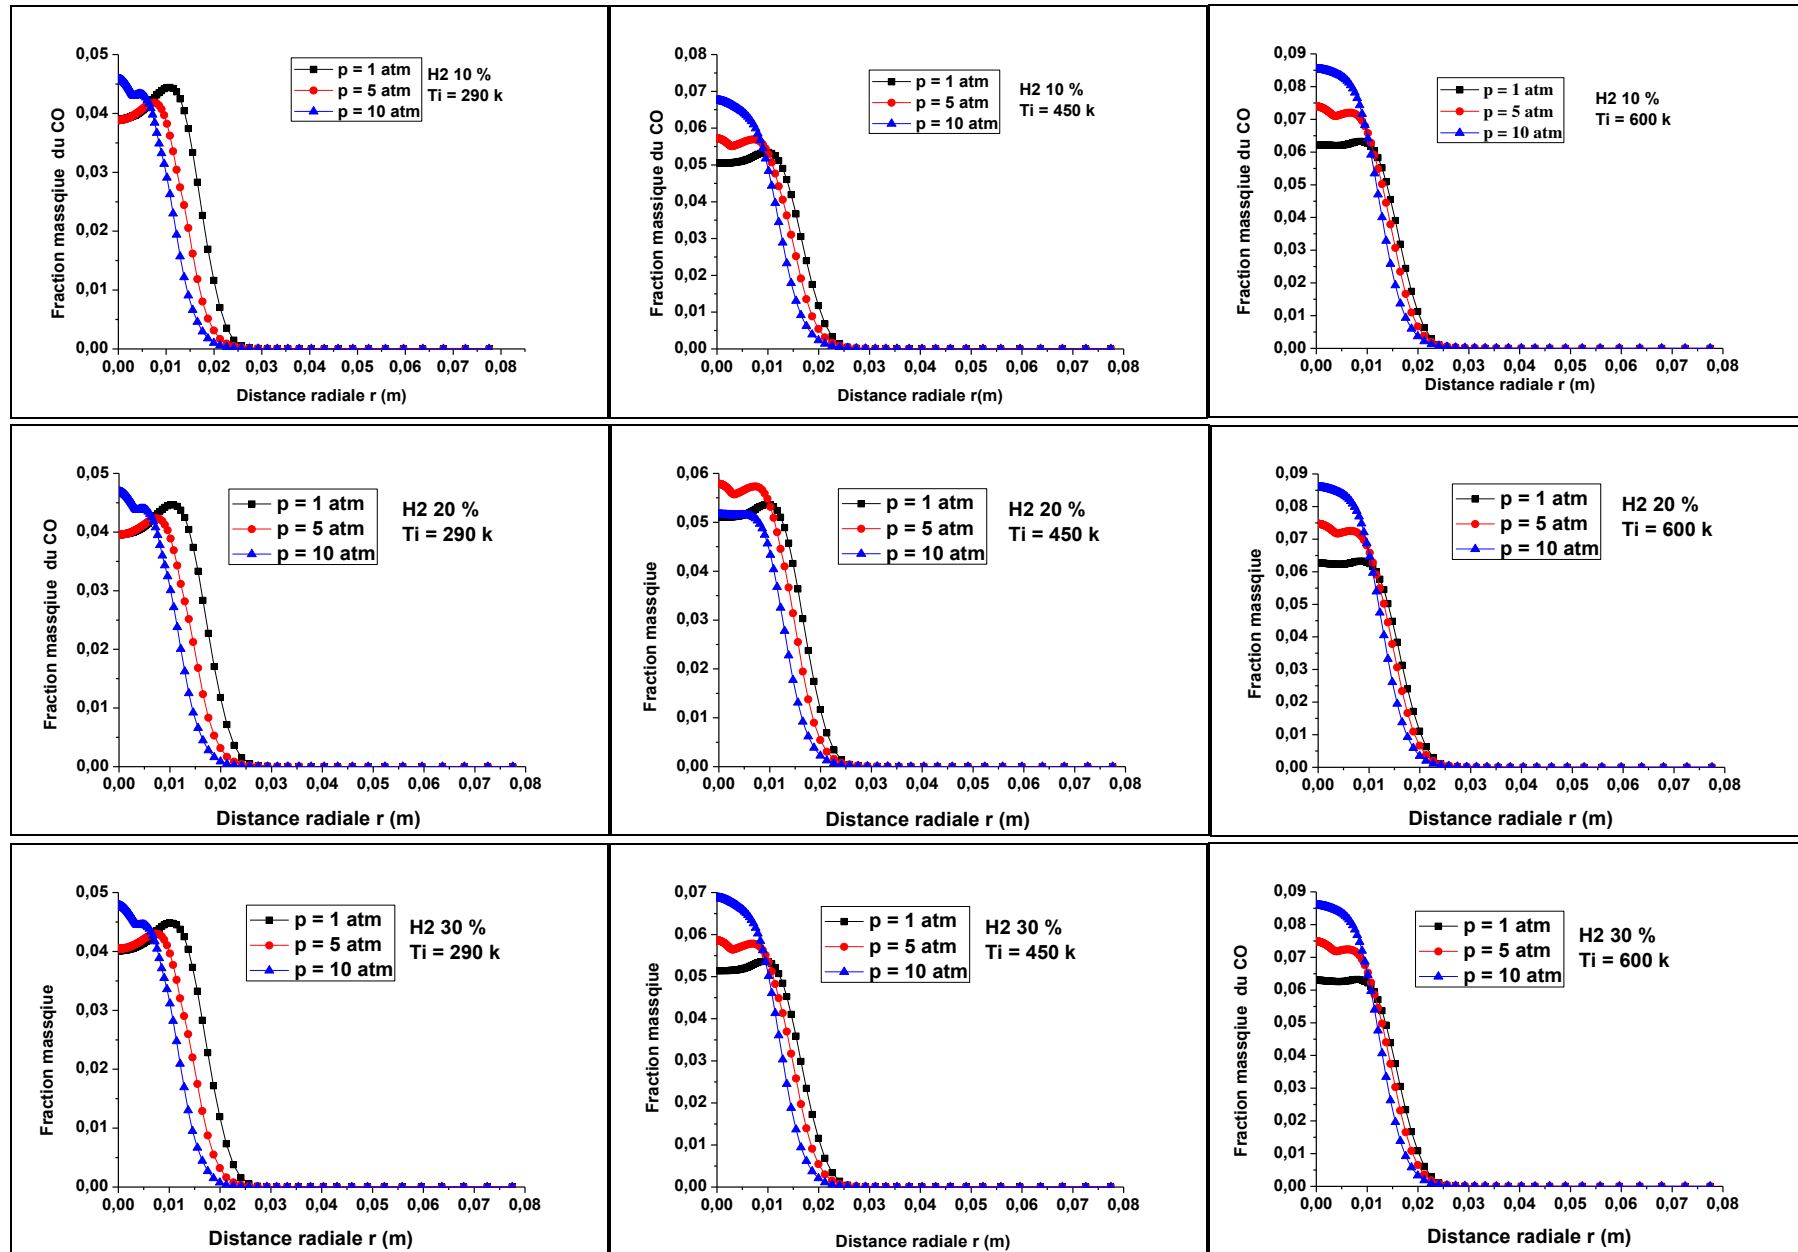 0,05
0,04
0,03
0,02
0,01
0,00
Fraction massqiue du CO
p = 1 atm
p = 5 atm
p = 10 atm
H2 10 %
Ti = 290 k
0,00 0,01 0,02 0,03 0,04 0,05 0,06 0,07 0,08
Distance radiale r (m)
0,08
0,07
0,06
0,05
0,04
0,03
0,02
0,01
0,00
Fraction massique du CO
p = 1 atm
p = 5 atm
p = 10 atm
H2 10 %
Ti = 450 k
0,00 0,01 0,02 0,03 0,04 0,05 0,06 0,07 0,08
Distance radiale r(m)
0,09
0,08
0,07
0,06
0,05
0,04
0,03
0,02
0,01
0,00
Fraction massqiue du CO
p = 1 atm
p = 5 atm
p = 10 atm
H2 10 %
Ti = 600 k
0,00 0,01 0,02 0,03 0,04 0,05 0,06 0,07 0,08
Distance radiale r (m)
0,05
0,04
0,03
0,02
0,01
0,00
Fraction massqiue du CO
p = 1 atm
p = 5 atm
p = 10 atm
H2 20 %
Ti = 290 k
0,00 0,01 0,02 0,03 0,04 0,05 0,06 0,07 0,08
Distance radiale r (m)
0,06
0,05
0,04
0,03
0,02
0,01
0,00
Fraction massqiue
p = 1 atm
p = 5 atm
p = 10 atm
H2 20 %
Ti = 450 k
0,00 0,01 0,02 0,03 0,04 0,05 0,06 0,07 0,08
Distance radiale r (m)
0,09
0,08
0,07
0,06
0,05
0,04
0,03
0,02
0,01
0,00
Fraction massqiue
p = 1 atm
p = 5 atm
p = 10 atm
H2 20 %
Ti = 600 k
0,00 0,01 0,02 0,03 0,04 0,05 0,06 0,07 0,08
Distance radiale r (m)
0,05
0,04
0,03
0,02
0,01
0,00
Fraction massqiue
p = 1 atm
p = 5 atm
p = 10 atm
H2 30 %
Ti = 290 k
0,00 0,01 0,02 0,03 0,04 0,05 0,06 0,07 0,08
Distance radiale r (m)
0,07
0,06
0,05
0,04
0,03
0,02
0,01
0,00
Fraction massqiue
p = 1 atm
p = 5 atm
p = 10 atm
H2 30 %
Ti = 450 k
0,00 0,01 0,02 0,03 0,04 0,05 0,06 0,07 0,08
Distance radiale r (m)
0,09
0,08
0,07
0,06
0,05
0,04
0,03
0,02
0,01
0,00
Fraction massqiue du CO
p = 1 atm
p = 5 atm
p = 10 atm
H2 30 %
Ti = 600 k
0,00 0,01 0,02 0,03 0,04 0,05 0,06 0,07 0,08
Distance radiale r (m)